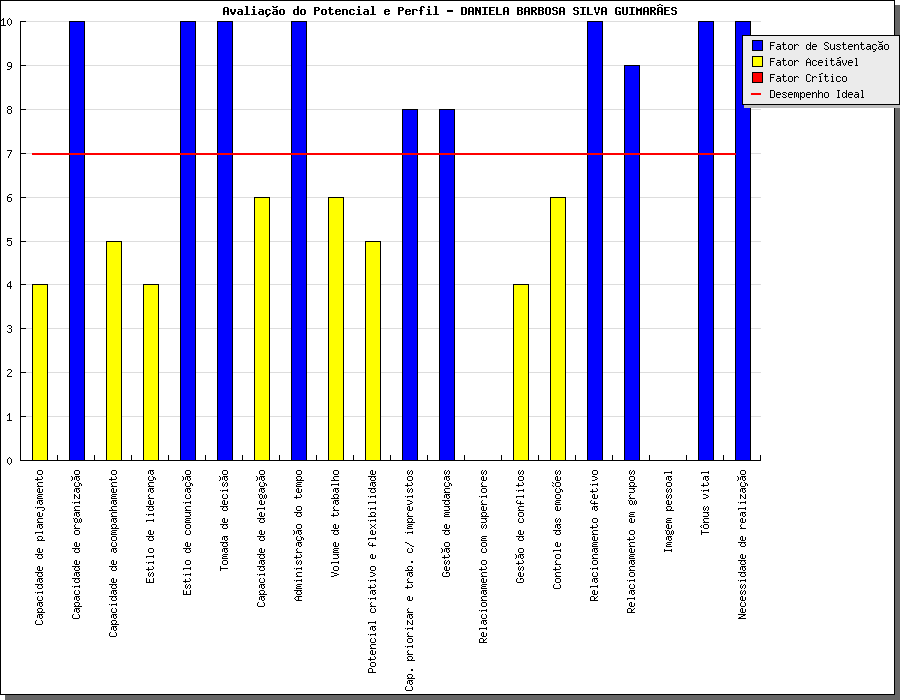 Avaliação do Potencial e Perfil - DANIELA BARBOSA SILVA GUIMARÃES
Fator de Sustentação
Fator Aceitável
Fator Crítico
Desempenho Ideal
10
9
8
7
6
5
4
3
2
1
0
Capacidade de planejamento
Capacidade de organização
Capacidade de acompanhamento
Estilo de liderança
Estilo de comunicação
Tomada de decisão
Capacidade de delegação
Administração do tempo
Volume de trabalho
Potencial criativo e flexibilidade
Cap. priorizar e trab. c/ imprevistos
Gestão de mudanças
Relacionamento com superiores
Gestão de conflitos
Controle das emoções
Relacionamento afetivo
Relacionamento em grupos
Imagem pessoal
Tônus vital
Necessidade de realização